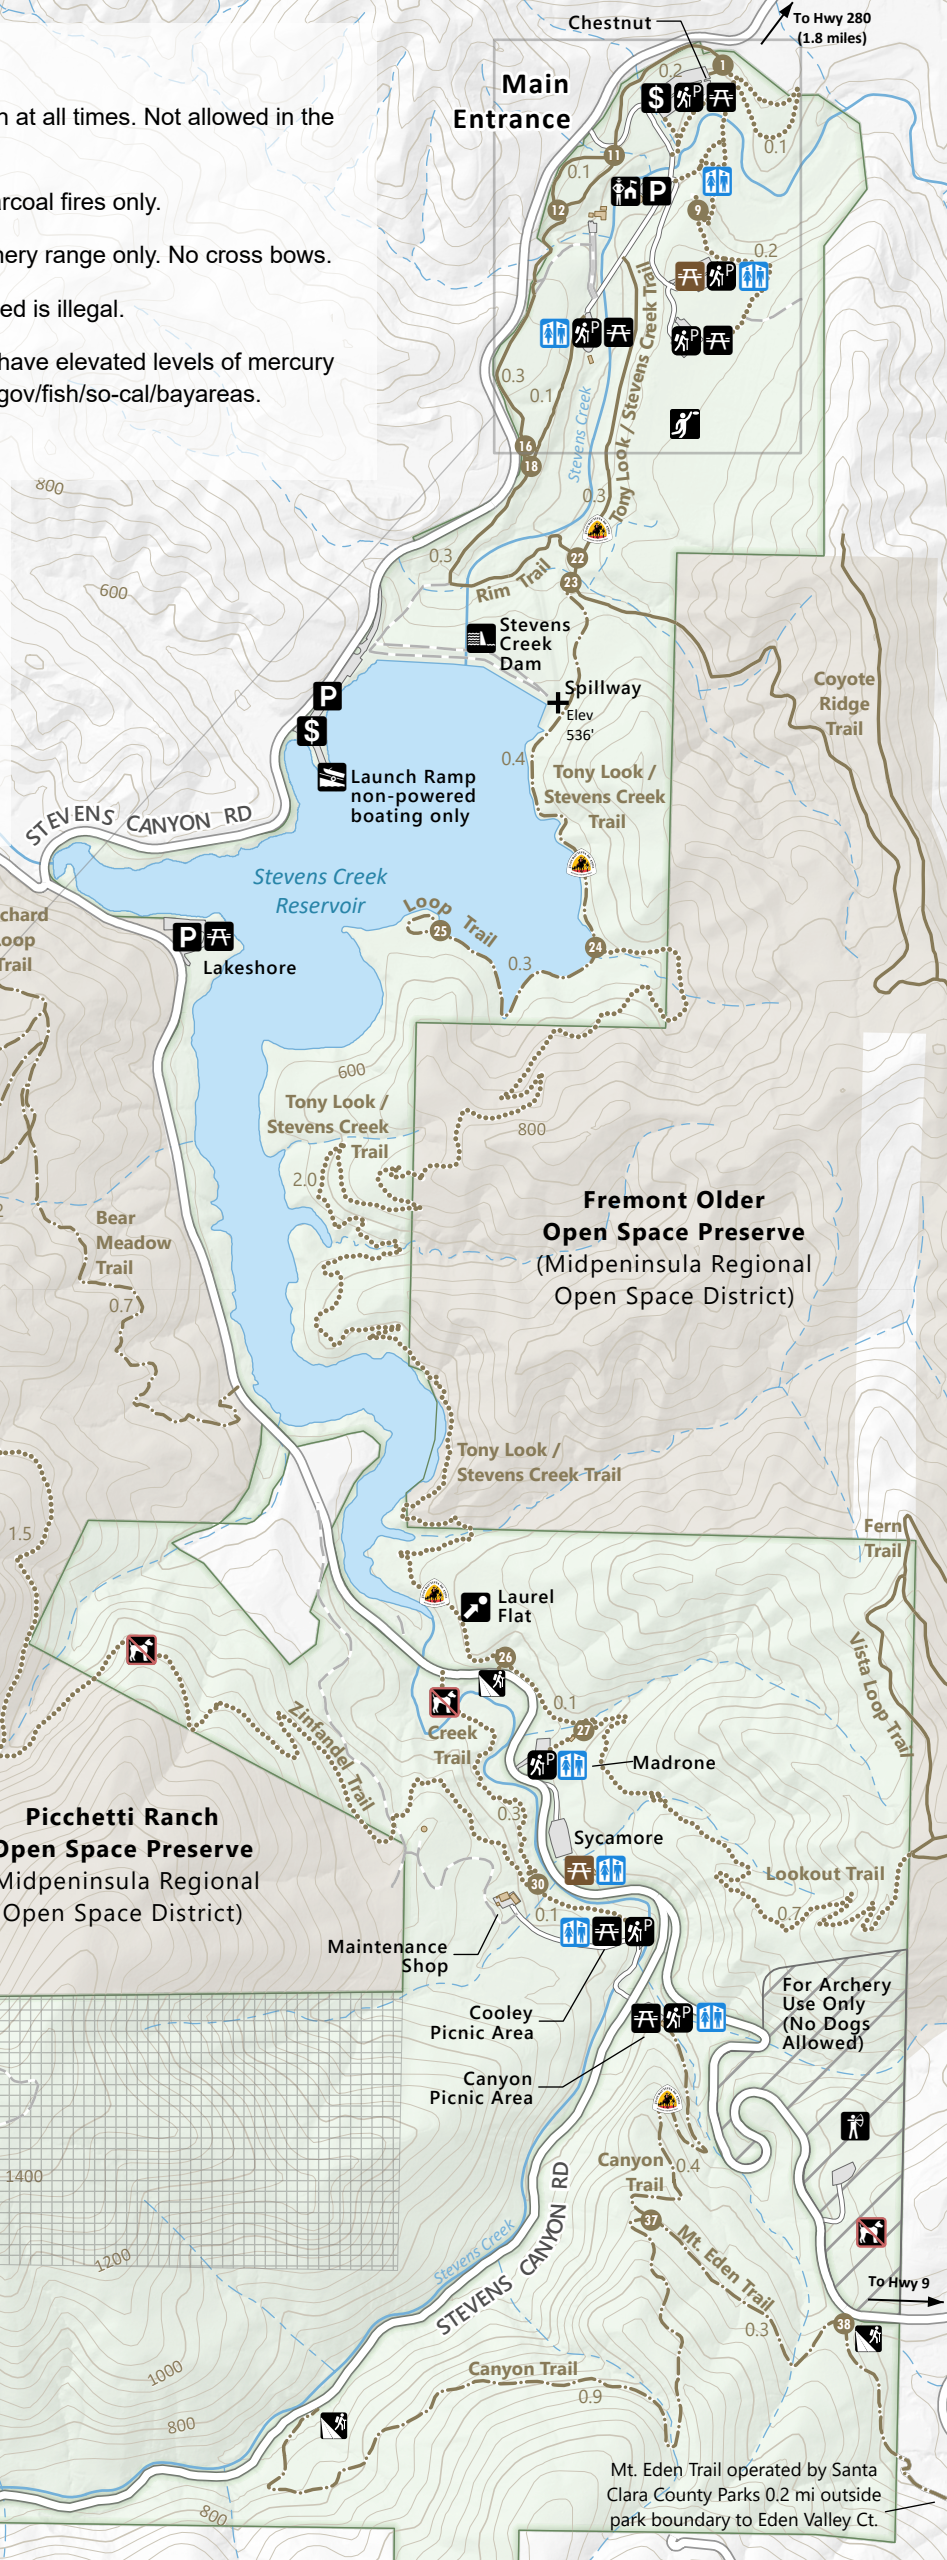 Chestnut
To Hwy 280
(1.8 miles)
Main
Entrance
0.2
1
$
P
n at all times. Not allowed in the
0.1
11
0.1
P
12
9
arcoal fires only.
nery range only. No cross bows.
0.2
P
ed is illegal.
P
P
have elevated levels of mercury
gov/fish/so-cal/bayareas.
0.3
0.1
Stevens Creek
Tony Look / Stevens Creek Trail
16
18
800
0.3
0.3
22
23
Rim Trail
600
Stevens
Creek
Dam
Spillway
Elev
536'
Coyote
Ridge
Trail
P
$
0.4
Launch Ramp
non-powered
boating only
Tony Look /
Stevens Creek
Trail
STEVENS CANYON RD
Stevens Creek
Reservoir
chard
oop
Trail
Loop Trail
25
24
P
Lakeshore
0.3
600
Tony Look /
Stevens Creek
Trail
800
2.0
2
Fremont Older
Open Space Preserve
(Midpeninsula Regional
Open Space District)
Bear
Meadow
Trail
0.7
Tony Look /
Stevens Creek Trail
1.5
Fern
Trail
Laurel
Flat
26
Vista Loop Trail
0.1
Zinfandel Trail
Creek
Trail
27
P
Madrone
0.3
Picchetti Ranch
Open Space Preserve
Midpeninsula Regional
Open Space District)
Sycamore
Lookout Trail
30
0.1
0.7
P
Maintenance
Shop
For Archery
Use Only
(No Dogs
Allowed)
Cooley
Picnic Area
P
Canyon
Picnic Area
Canyon
Trail
0.4
1400
37
Mt. Eden Trail
1200
Stevens Creek
STEVENS CANYON RD
To Hwy 9
0.3
38
1000
Canyon Trail
0.9
800
Mt. Eden Trail operated by Santa
Clara County Parks 0.2 mi outside
park boundary to Eden Valley Ct.
800